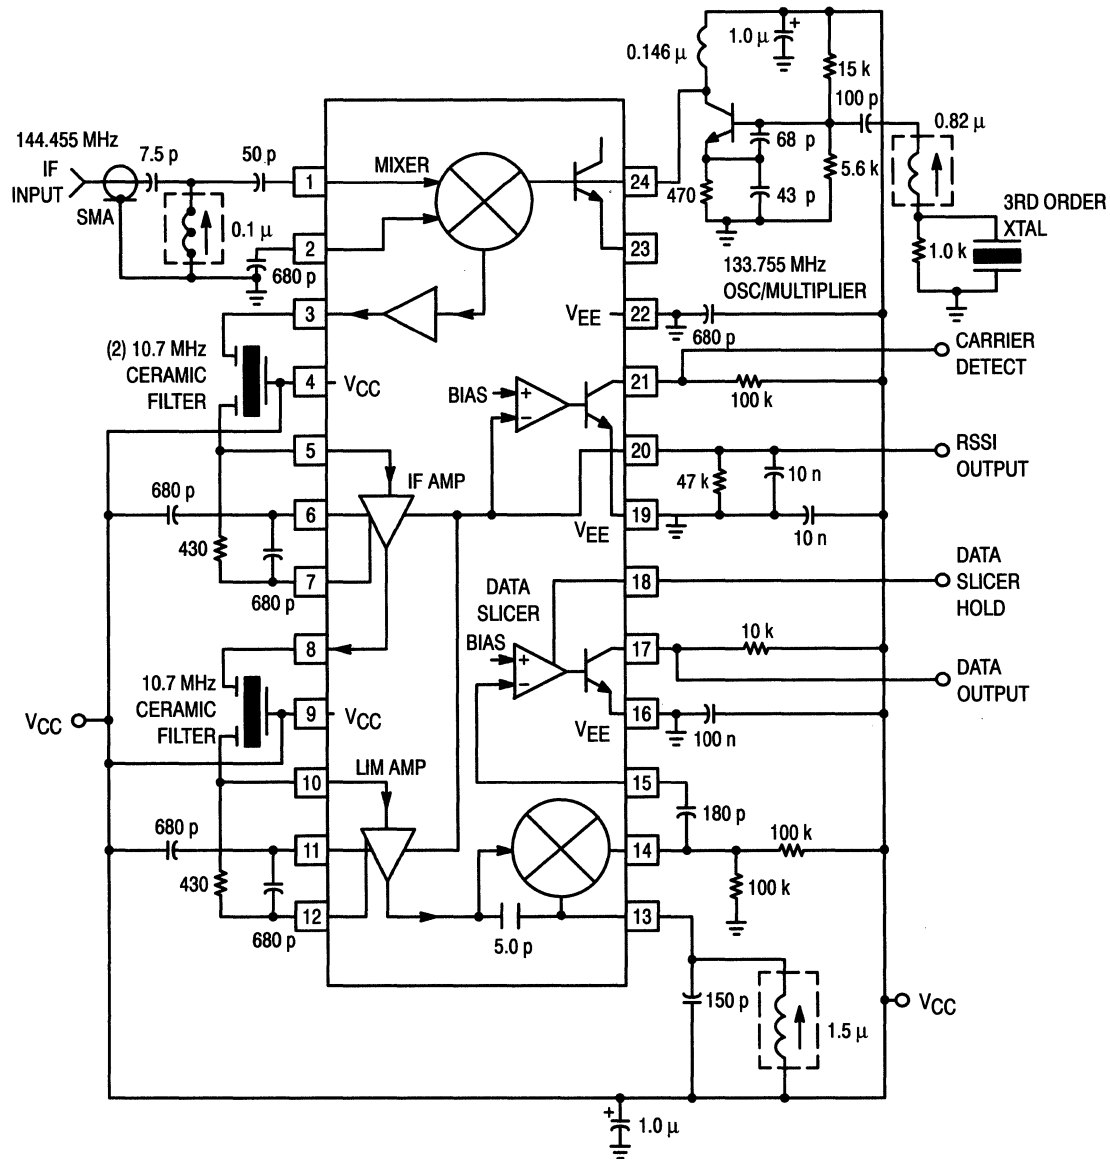 0.146 μ
1.0 μ
+
15 k
100 p
0.82 μ
144.455 MHz
IF
INPUT
7.5 p
50 p
SMA
0.1 μ
680 p
MIXER
68 p
5.6 k
470
43 p
3RD ORDER
XTAL
1.0 k
133.755 MHz
OSC/MULTIPLIER
1
2
3
4
5
6
7
8
9
10
11
12
24
23
22
21
20
19
18
17
16
15
14
13
VEE
680 p
CARRIER
DETECT
(2) 10.7 MHz
CERAMIC
FILTER
VCC
BIAS
+
–
100 k
RSSI
OUTPUT
IF AMP
47 k
10 n
680 p
430
680 p
VEE
10 n
DATA
SLICER
HOLD
DATA
SLICER
BIAS
+
–
10 k
DATA
OUTPUT
10.7 MHz
CERAMIC
FILTER
VCC
VCC
VEE
100 n
LIM AMP
180 p
680 p
430
680 p
100 k
100 k
5.0 p
150 p
1.5 μ
VCC
+
1.0 μ